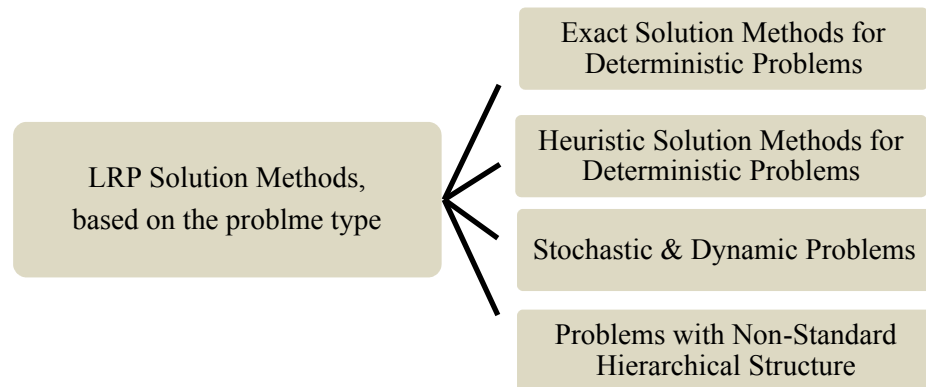 LRP Solution Methods,
based on the problme type
Exact Solution Methods for
Deterministic Problems
Heuristic Solution Methods for
Deterministic Problems
Stochastic & Dynamic Problems
Problems with Non-Standard
Hierarchical Structure